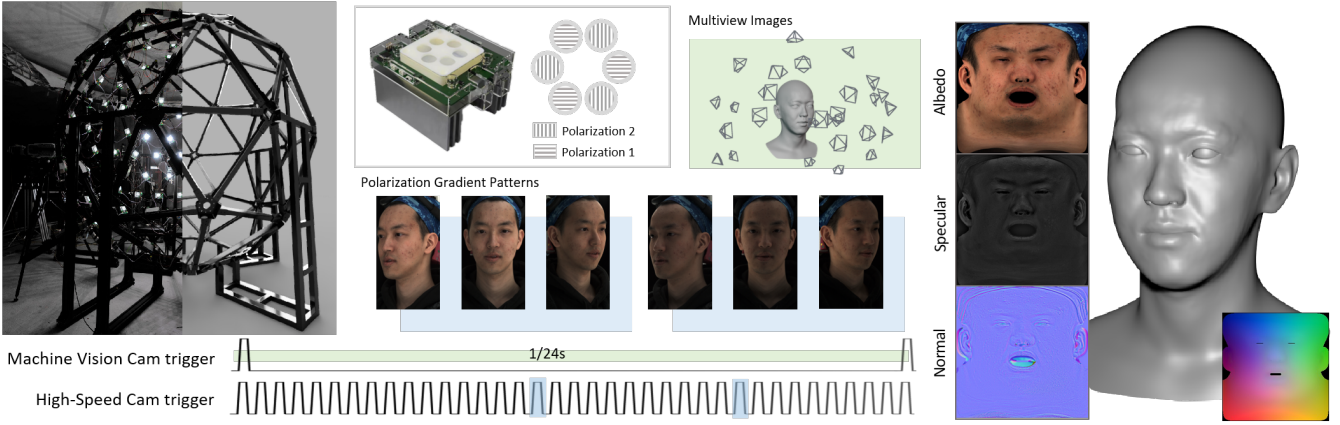 Polarization 2
Polarization 1
Multiview Images
Polarization Gradient Patterns
Albedo
Specular
Normal
Machine Vision Cam trigger
1/24s
High-Speed Cam trigger